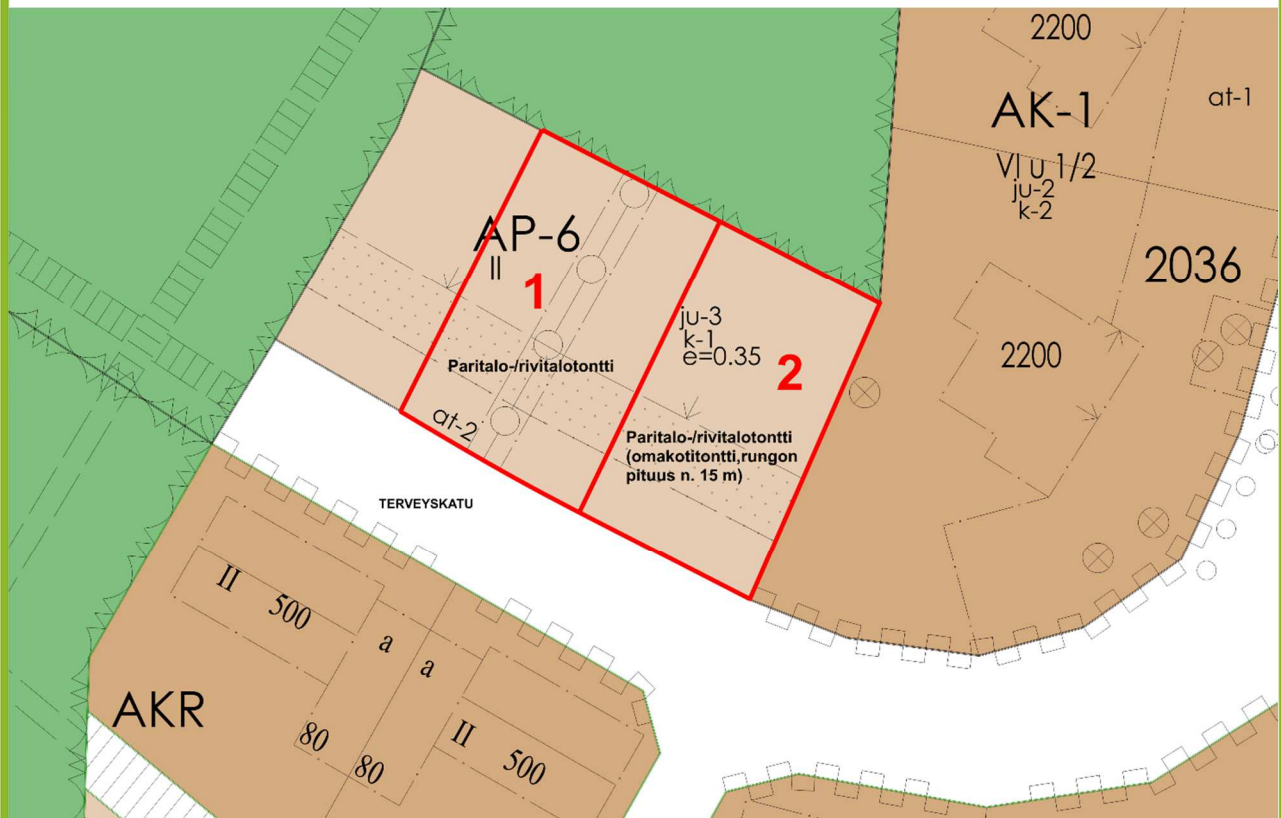 2200
AK-1
at-1
VI u 1/2
ju-2
k-2
2036
2200
AP-6
II
1
ju-3
k-1
e=0.35
2
Paritalo-/rivitalotontti
at-2
Paritalo-/rivitalotontti
(omakotitontti,rungon
pituus n. 15 m)
TERVEYSKATU
II 500
a
a
AKR
80
80
II 500